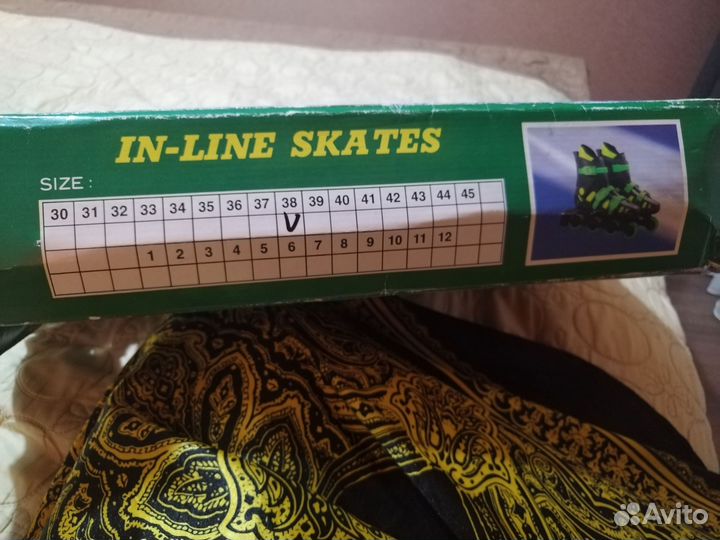 IN-LINE SKATES
SIZE :
30 31 32 33 34 35 36 37 38 39 40 41 42 43 44 45
V
1 2 3 4 5 6 7 8 9 10 11 12
Avito